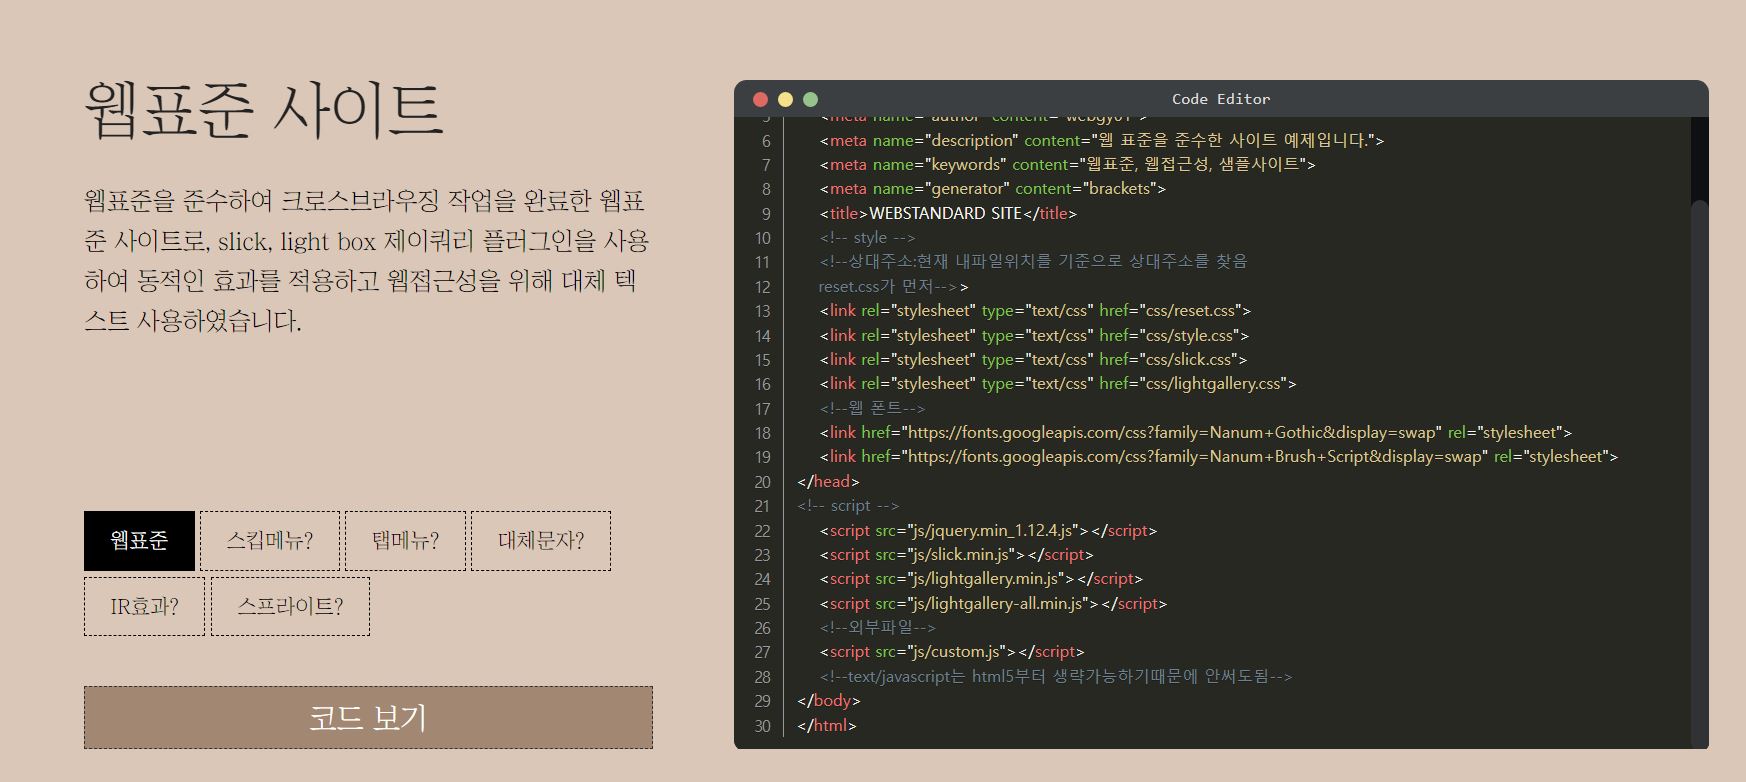 웹표준 사이트
웹표준을 준수하여 크로스브라우징 작업을 완료한 웹표
준 사이트로, slick, light box 제이쿼리 플러그인을 사용
하여 동적인 효과를 적용하고 웹접근성을 위해 대체 텍
스트 사용하였습니다.
웹표준 스킵메뉴? 탭메뉴? 대체문자?
IR효과? 스프라이트?
코드 보기
Code Editor
5 <meta name="author" content="webgy01">
6 <meta name="description" content="웹 표준을 준수한 사이트 예제입니다.">
7 <meta name="keywords" content="웹표준, 웹접근성, 샘플사이트">
8 <meta name="generator" content="brackets">
9 <title>WEBSTANDARD SITE</title>
10 <!-- style -->
11 <!--상대주소:현재 내파일위치를 기준으로 상대주소를 찾음
12 reset.css가 먼저-->>
13 <link rel="stylesheet" type="text/css" href="css/reset.css">
14 <link rel="stylesheet" type="text/css" href="css/style.css">
15 <link rel="stylesheet" type="text/css" href="css/slick.css">
16 <link rel="stylesheet" type="text/css" href="css/lightgallery.css">
17 <!--웹 폰트-->
18 <link href="https://fonts.googleapis.com/css?family=Nanum+Gothic&display=swap" rel="stylesheet">
19 <link href="https://fonts.googleapis.com/css?family=Nanum+Brush+Script&display=swap" rel="stylesheet">
20 </head>
21 <!-- script -->
22 <script src="js/jquery.min_1.12.4.js"></script>
23 <script src="js/slick.min.js"></script>
24 <script src="js/lightgallery.min.js"></script>
25 <script src="js/lightgallery-all.min.js"></script>
26 <!--외부파일-->
27 <script src="js/custom.js"></script>
28 <!--text/javascript는 html5부터 생략가능하기때문에 안써도됨-->
29 </body>
30 </html>